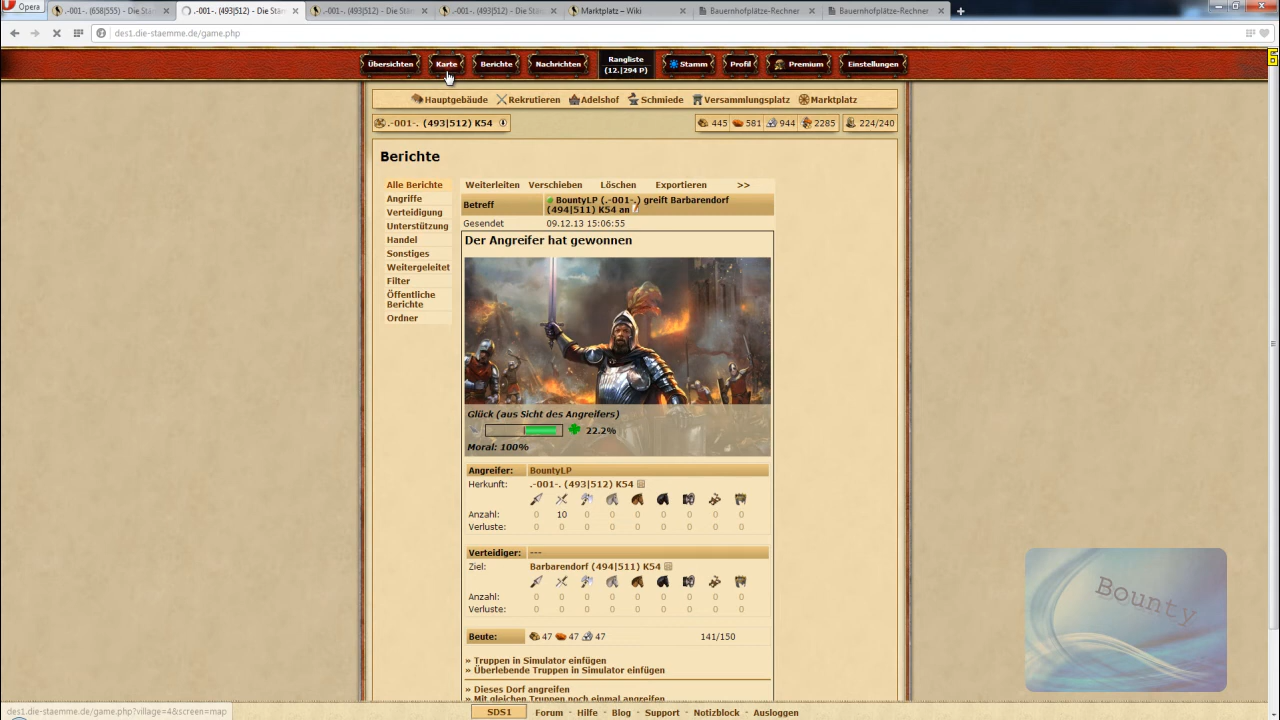 Opera
.-001-. (658|555) - Die Stä
.-001-. (493|512) - Die Stän
.-001-. (493|512) - Die Stän
.-001-. (493|512) - Die Stän
Marktplatz – Wiki
Bauernhofplätze-Rechner
Bauernhofplätze-Rechner
des1.die-staemme.de/game.php
Übersichten
Karte
Berichte
Nachrichten
Rangliste
(12.|294 P)
Stamm
Profil
Premium
Einstellungen
Hauptgebäude Rekrutieren Adelshof Schmiede Versammlungsplatz Marktplatz
.-001-. (493|512) K54
445 581 944 2285 224/240
Berichte
Alle Berichte
Angriffe
Verteidigung
Unterstützung
Handel
Sonstiges
Weitergeleitet
Filter
Öffentliche
Berichte
Ordner
Weiterleiten Verschieben Löschen Exportieren >>
Betreff
BountyLP (.-001-.) greift Barbarendorf
(494|511) K54 an
Gesendet 09.12.13 15:06:55
Der Angreifer hat gewonnen
Glück (aus Sicht des Angreifers)
22.2%
Moral: 100%
Angreifer: BountyLP
Herkunft: .-001-. (493|512) K54
Anzahl: 0 10 0 0 0 0 0 0 0
Verluste: 0 0 0 0 0 0 0 0 0
Verteidiger: ---
Ziel: Barbarendorf (494|511) K54
Anzahl: 0 0 0 0 0 0 0 0 0
Verluste: 0 0 0 0 0 0 0 0 0
Beute: 47 47 47 141/150
» Truppen in Simulator einfügen
» Überlebende Truppen in Simulator einfügen
» Dieses Dorf angreifen
» Mit gleichen Truppen noch einmal angreifen
Bounty
des1.die-staemme.de/game.php?village=4&screen=map
SDS1 Forum - Hilfe - Blog - Support - Notizblock - Ausloggen